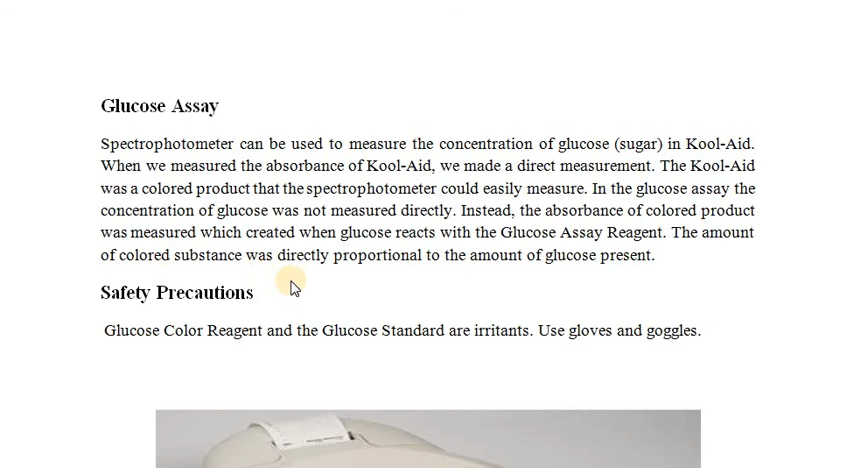 Glucose Assay
Spectrophotometer can be used to measure the concentration of glucose (sugar) in Kool-Aid.
When we measured the absorbance of Kool-Aid, we made a direct measurement. The Kool-Aid
was a colored product that the spectrophotometer could easily measure. In the glucose assay the
concentration of glucose was not measured directly. Instead, the absorbance of colored product
was measured which created when glucose reacts with the Glucose Assay Reagent. The amount
of colored substance was directly proportional to the amount of glucose present.
Safety Precautions
Glucose Color Reagent and the Glucose Standard are irritants. Use gloves and goggles.